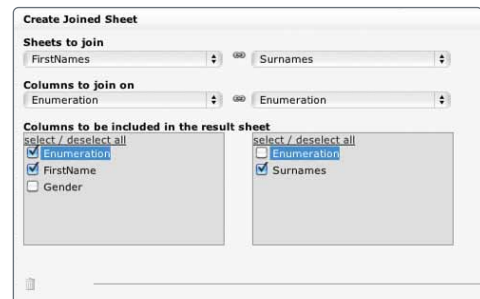 Create Joined Sheet
Sheets to join
FirstNames Surnames
Columns to join on
Enumeration Enumeration
Columns to be included in the result sheet
select / deselect all select / deselect all
Enumeration Enumeration
FirstName Surnames
Gender